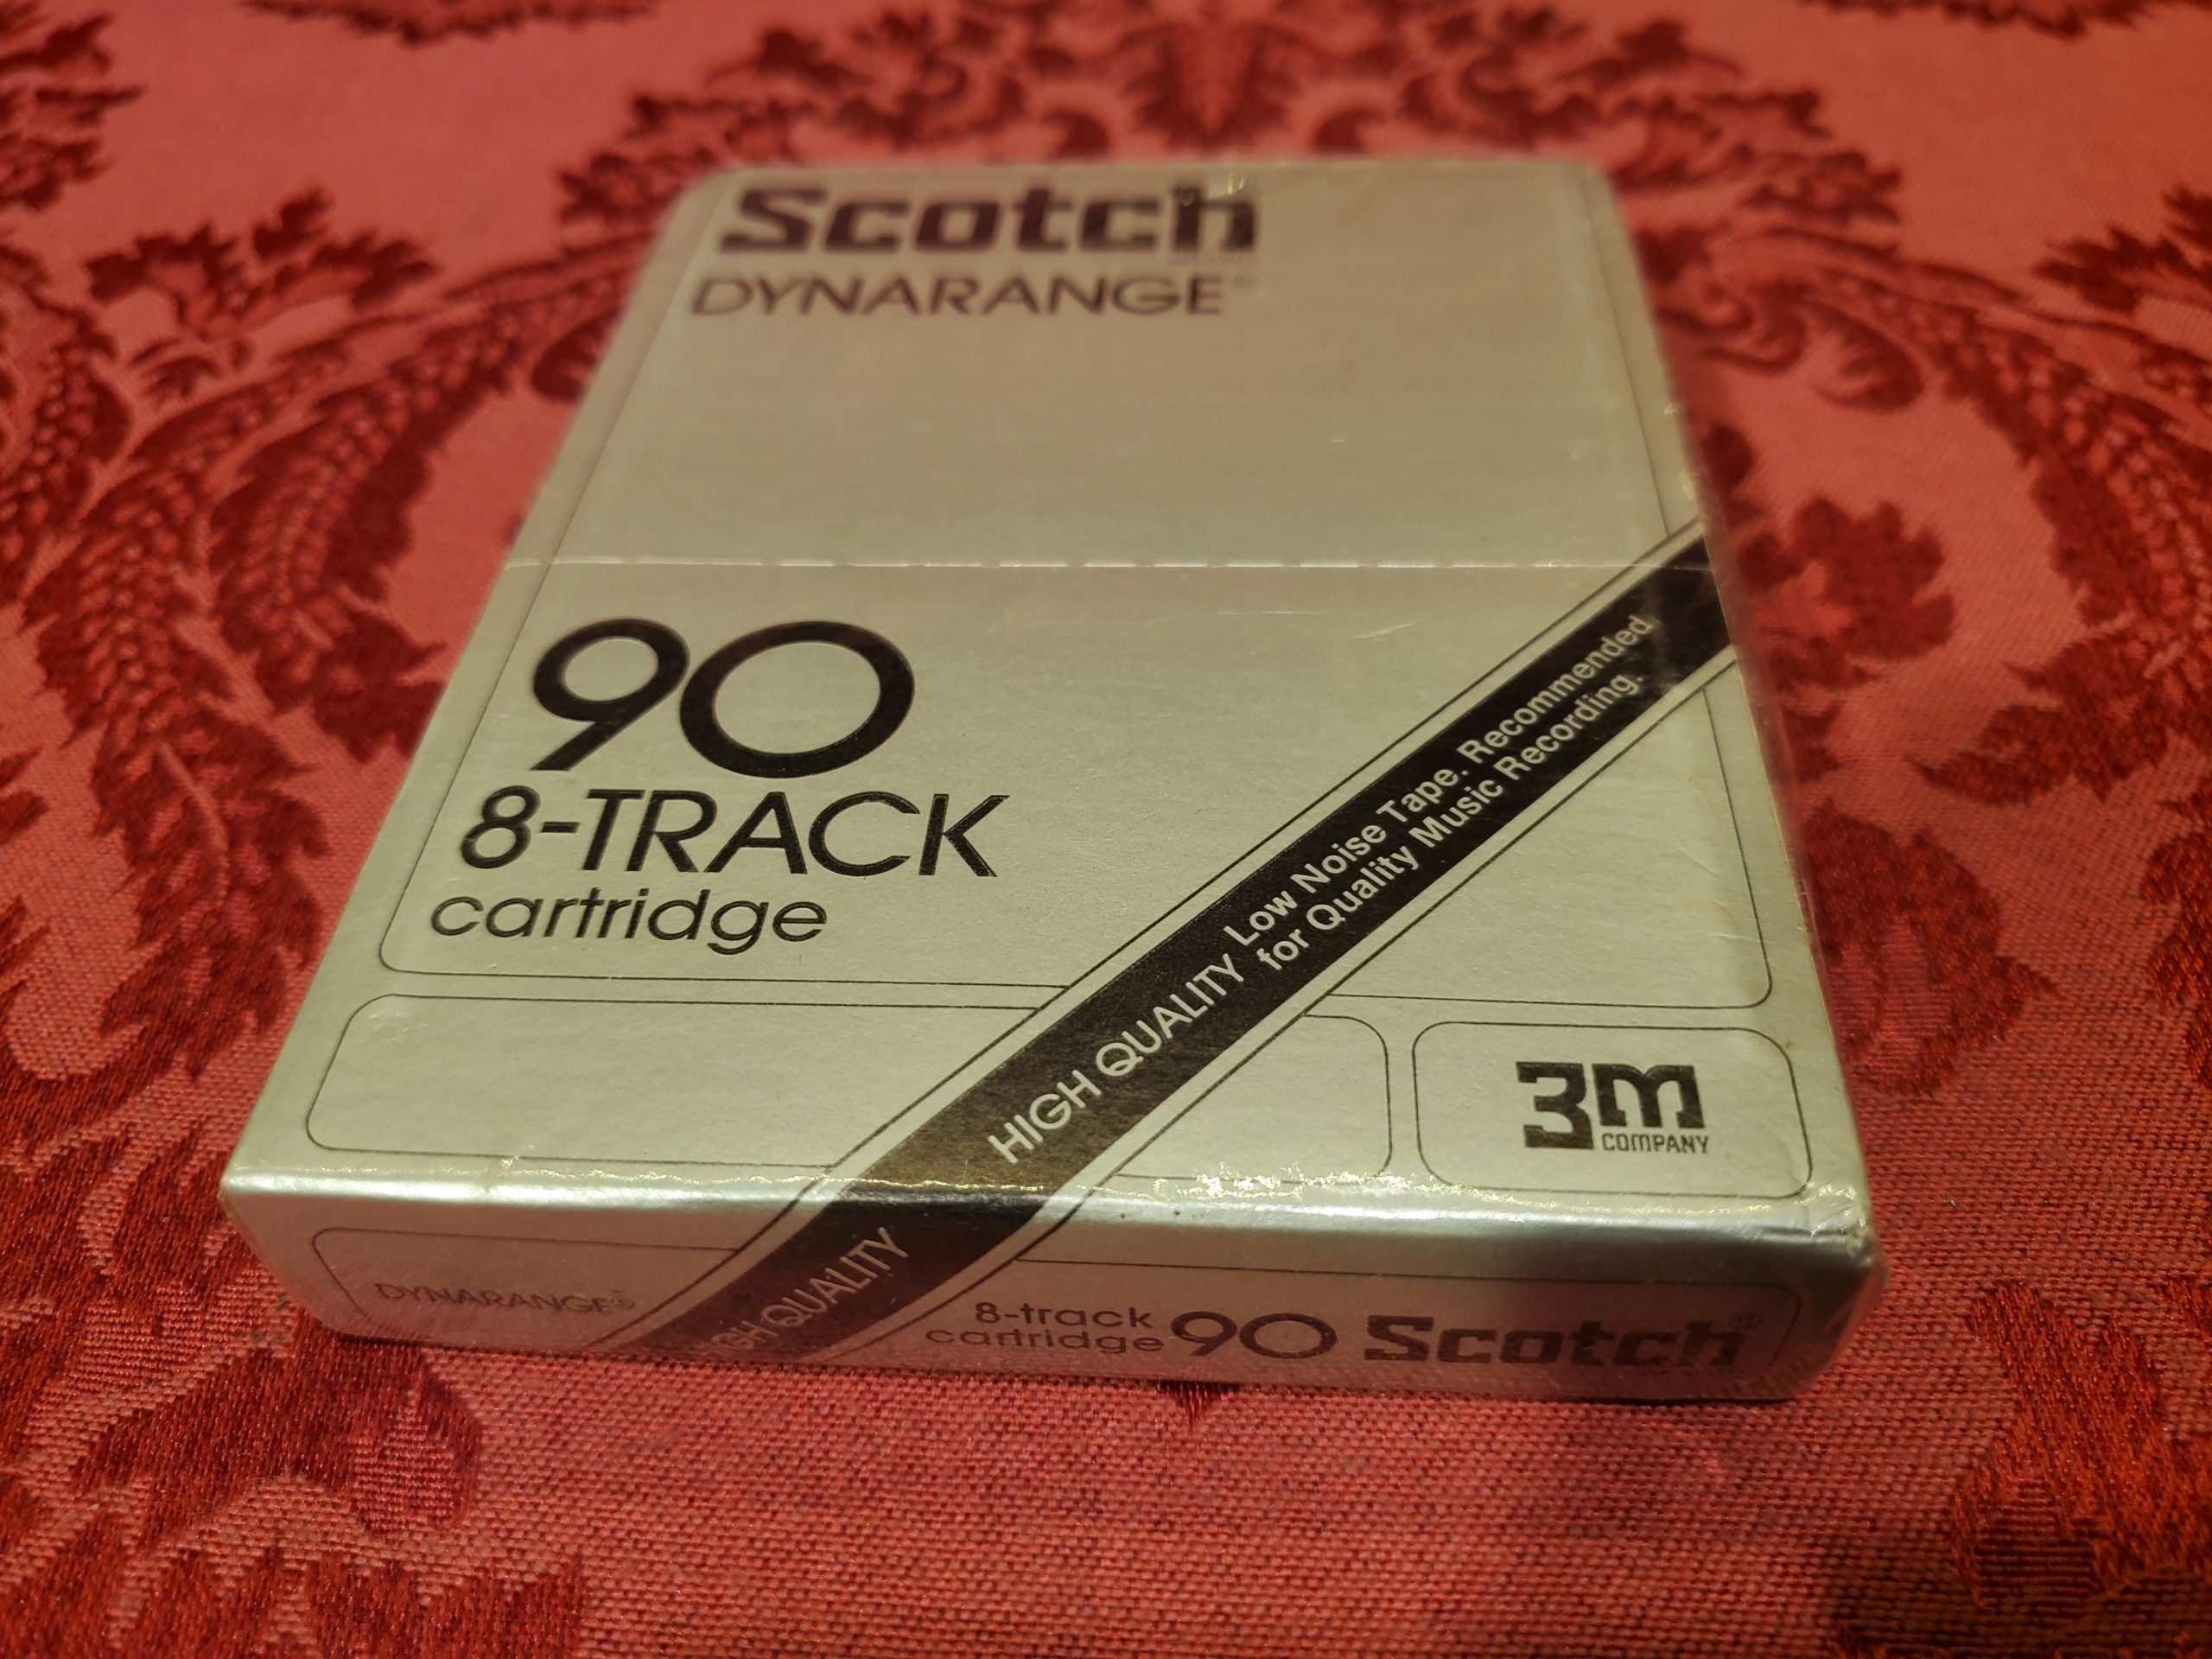 Scotch
DYNARANGE®
90
8-TRACK
cartridge
HIGH QUALITY Low Noise Tape. Recommended
for Quality Music Recording.
3M
COMPANY
DYNARANGE®
HIGH QUALITY
8-track
cartridge 90 Scotch®